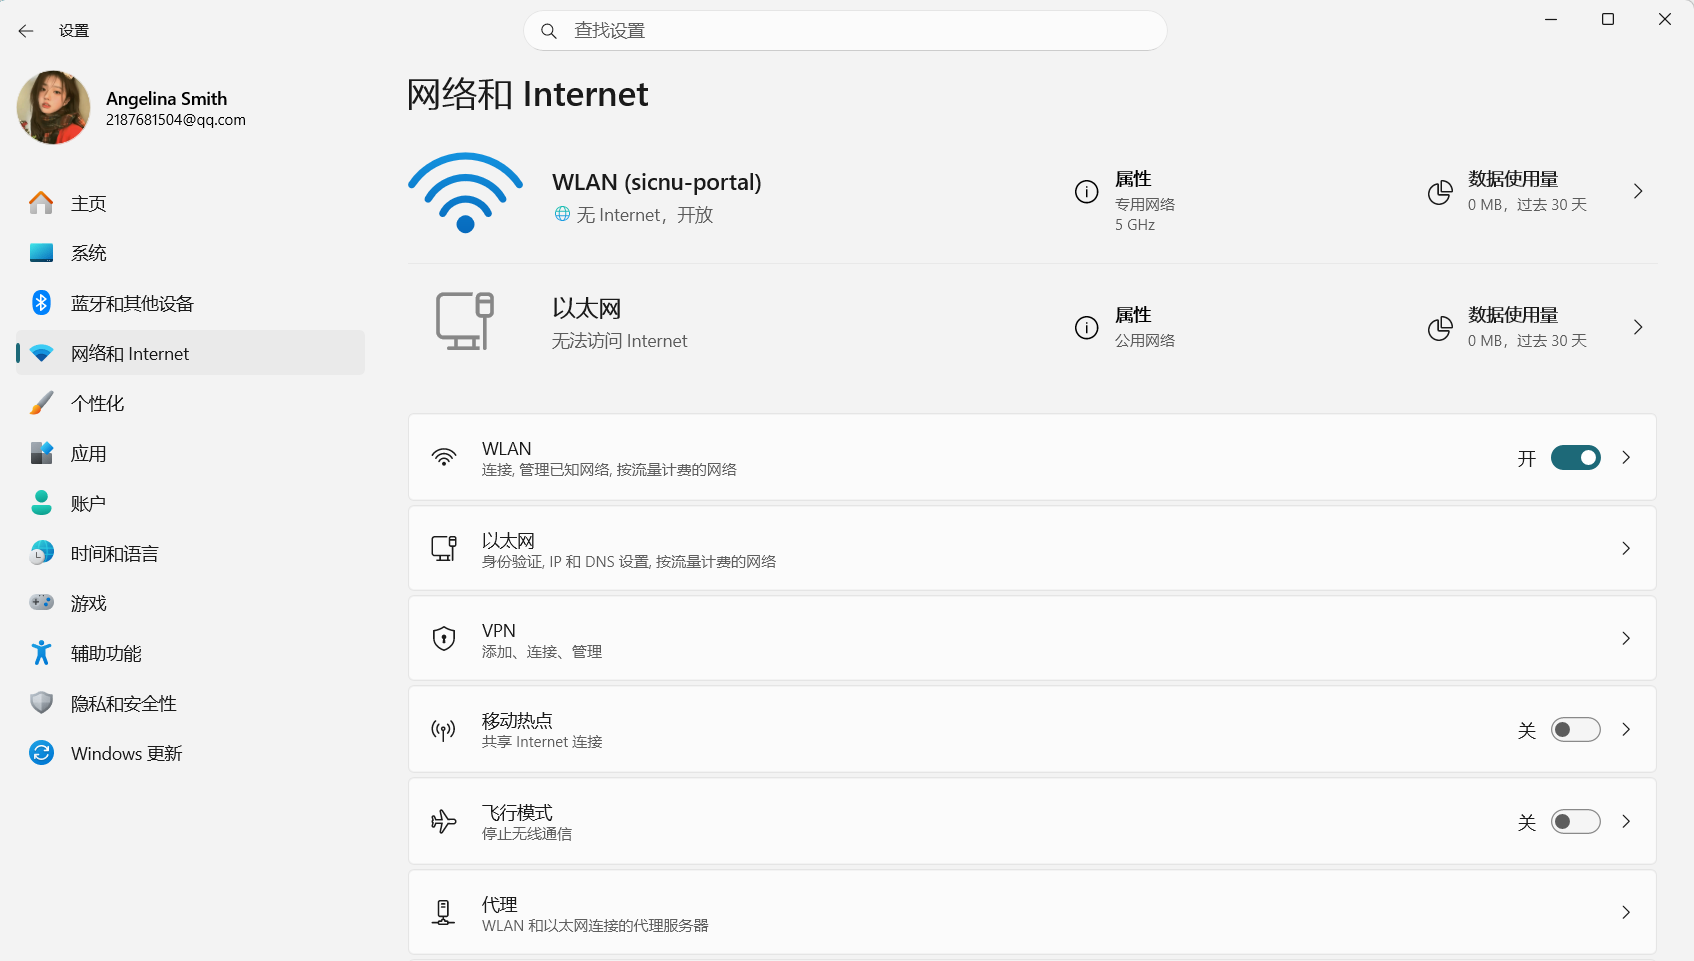 设置
查找设置
Angelina Smith
2187681504@qq.com
主页
系统
蓝牙和其他设备
网络和 Internet
个性化
应用
账户
时间和语言
游戏
辅助功能
隐私和安全性
Windows 更新
网络和 Internet
WLAN (sicnu-portal)
无 Internet，开放
属性
专用网络
5 GHz
数据使用量
0 MB，过去 30 天
以太网
无法访问 Internet
属性
公用网络
数据使用量
0 MB，过去 30 天
WLAN
连接, 管理已知网络, 按流量计费的网络
开
以太网
身份验证, IP 和 DNS 设置, 按流量计费的网络
VPN
添加、连接、管理
移动热点
共享 Internet 连接
关
飞行模式
停止无线通信
关
代理
WLAN 和以太网连接的代理服务器